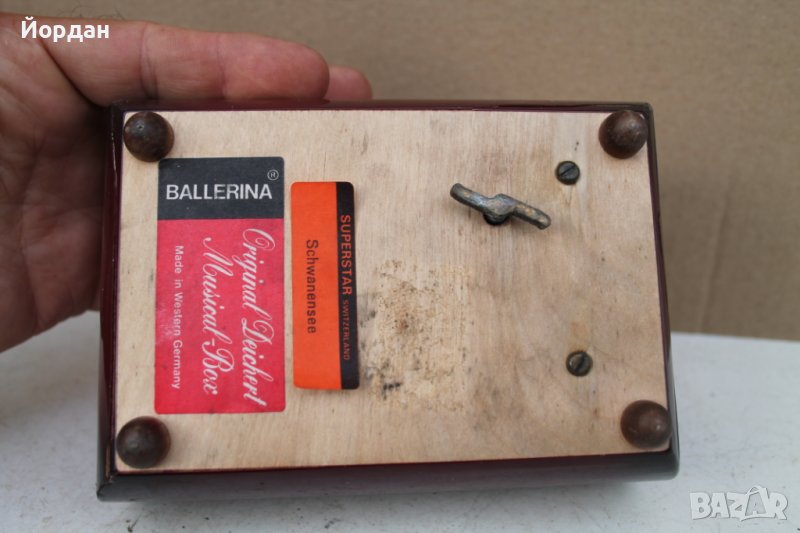 Йордан
BALLERINA ®
Original Deichert
Musical-Box
Made in Western Germany
SUPERSTAR SWITZERLAND
Schwanensee
BAZAR